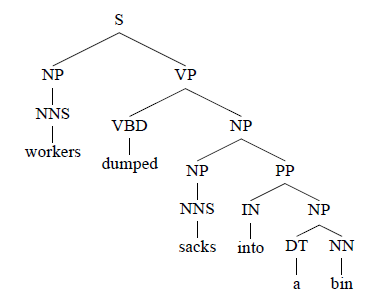 S
NP VP
NNS VBD NP
workers dumped NP PP
NNS IN NP
sacks into DT NN
a bin